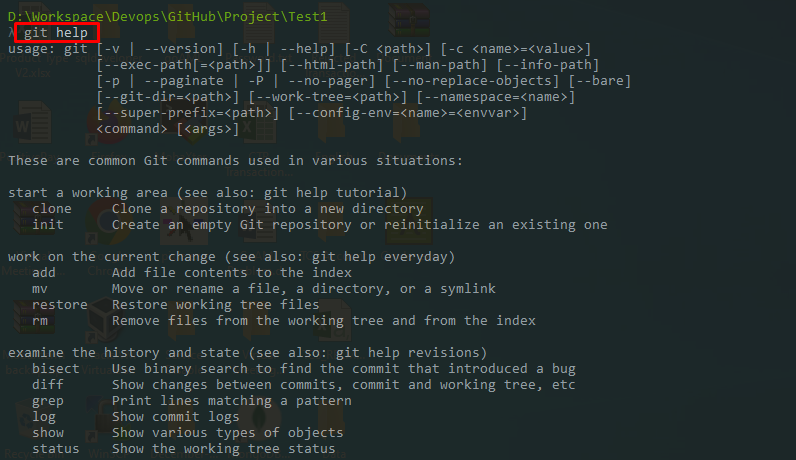 D:\Workspace\Devops\GitHub\Project\Test1
λ git help
usage: git [-v | --version] [-h | --help] [-C <path>] [-c <name>=<value>]
           [--exec-path[=<path>]] [--html-path] [--man-path] [--info-path]
           [-p | --paginate | -P | --no-pager] [--no-replace-objects] [--bare]
           [--git-dir=<path>] [--work-tree=<path>] [--namespace=<name>]
           [--super-prefix=<path>] [--config-env=<name>=<envvar>]
           <command> [<args>]

These are common Git commands used in various situations:

start a working area (see also: git help tutorial)
   clone     Clone a repository into a new directory
   init      Create an empty Git repository or reinitialize an existing one

work on the current change (see also: git help everyday)
   add       Add file contents to the index
   mv        Move or rename a file, a directory, or a symlink
   restore   Restore working tree files
   rm        Remove files from the working tree and from the index

examine the history and state (see also: git help revisions)
   bisect    Use binary search to find the commit that introduced a bug
   diff      Show changes between commits, commit and working tree, etc
   grep      Print lines matching a pattern
   log       Show commit logs
   show      Show various types of objects
   status    Show the working tree status